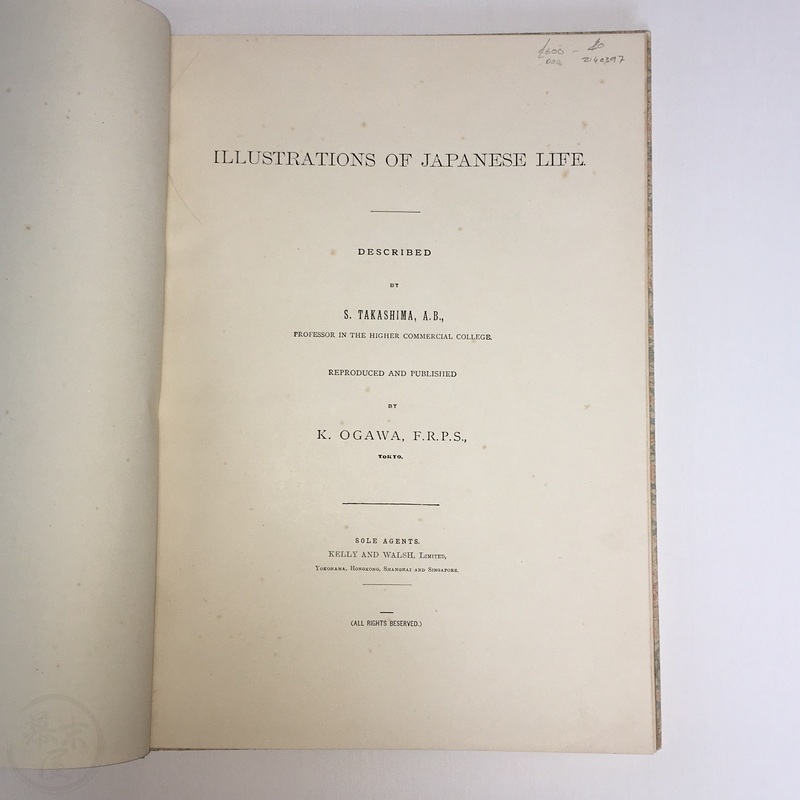 ILLUSTRATIONS OF JAPANESE LIFE.
DESCRIBED
BY
S. TAKASHIMA, A.B.,
PROFESSOR IN THE HIGHER COMMERCIAL COLLEGE.
REPRODUCED AND PUBLISHED
BY
K. OGAWA, F.R.P.S.,
TOKYO.
SOLE AGENTS.
KELLY AND WALSH, LIMITED,
YOKOHAMA, HONGKONG, SHANGHAI AND SINGAPORE.
(ALL RIGHTS RESERVED.)